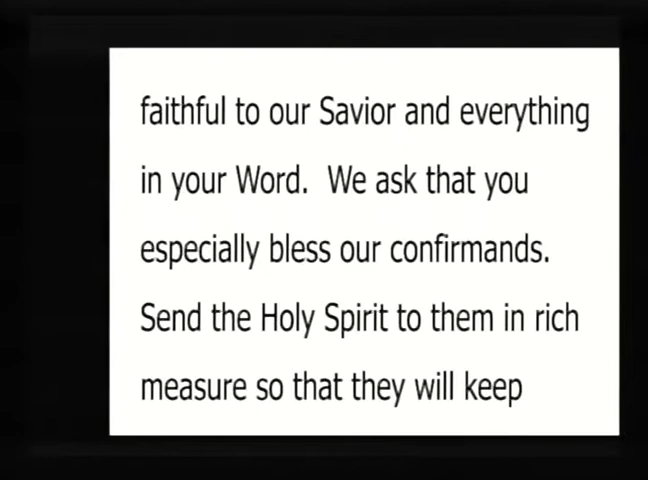 faithful to our Savior and everything
in your Word.  We ask that you
especially bless our confirmands.
Send the Holy Spirit to them in rich
measure so that they will keep